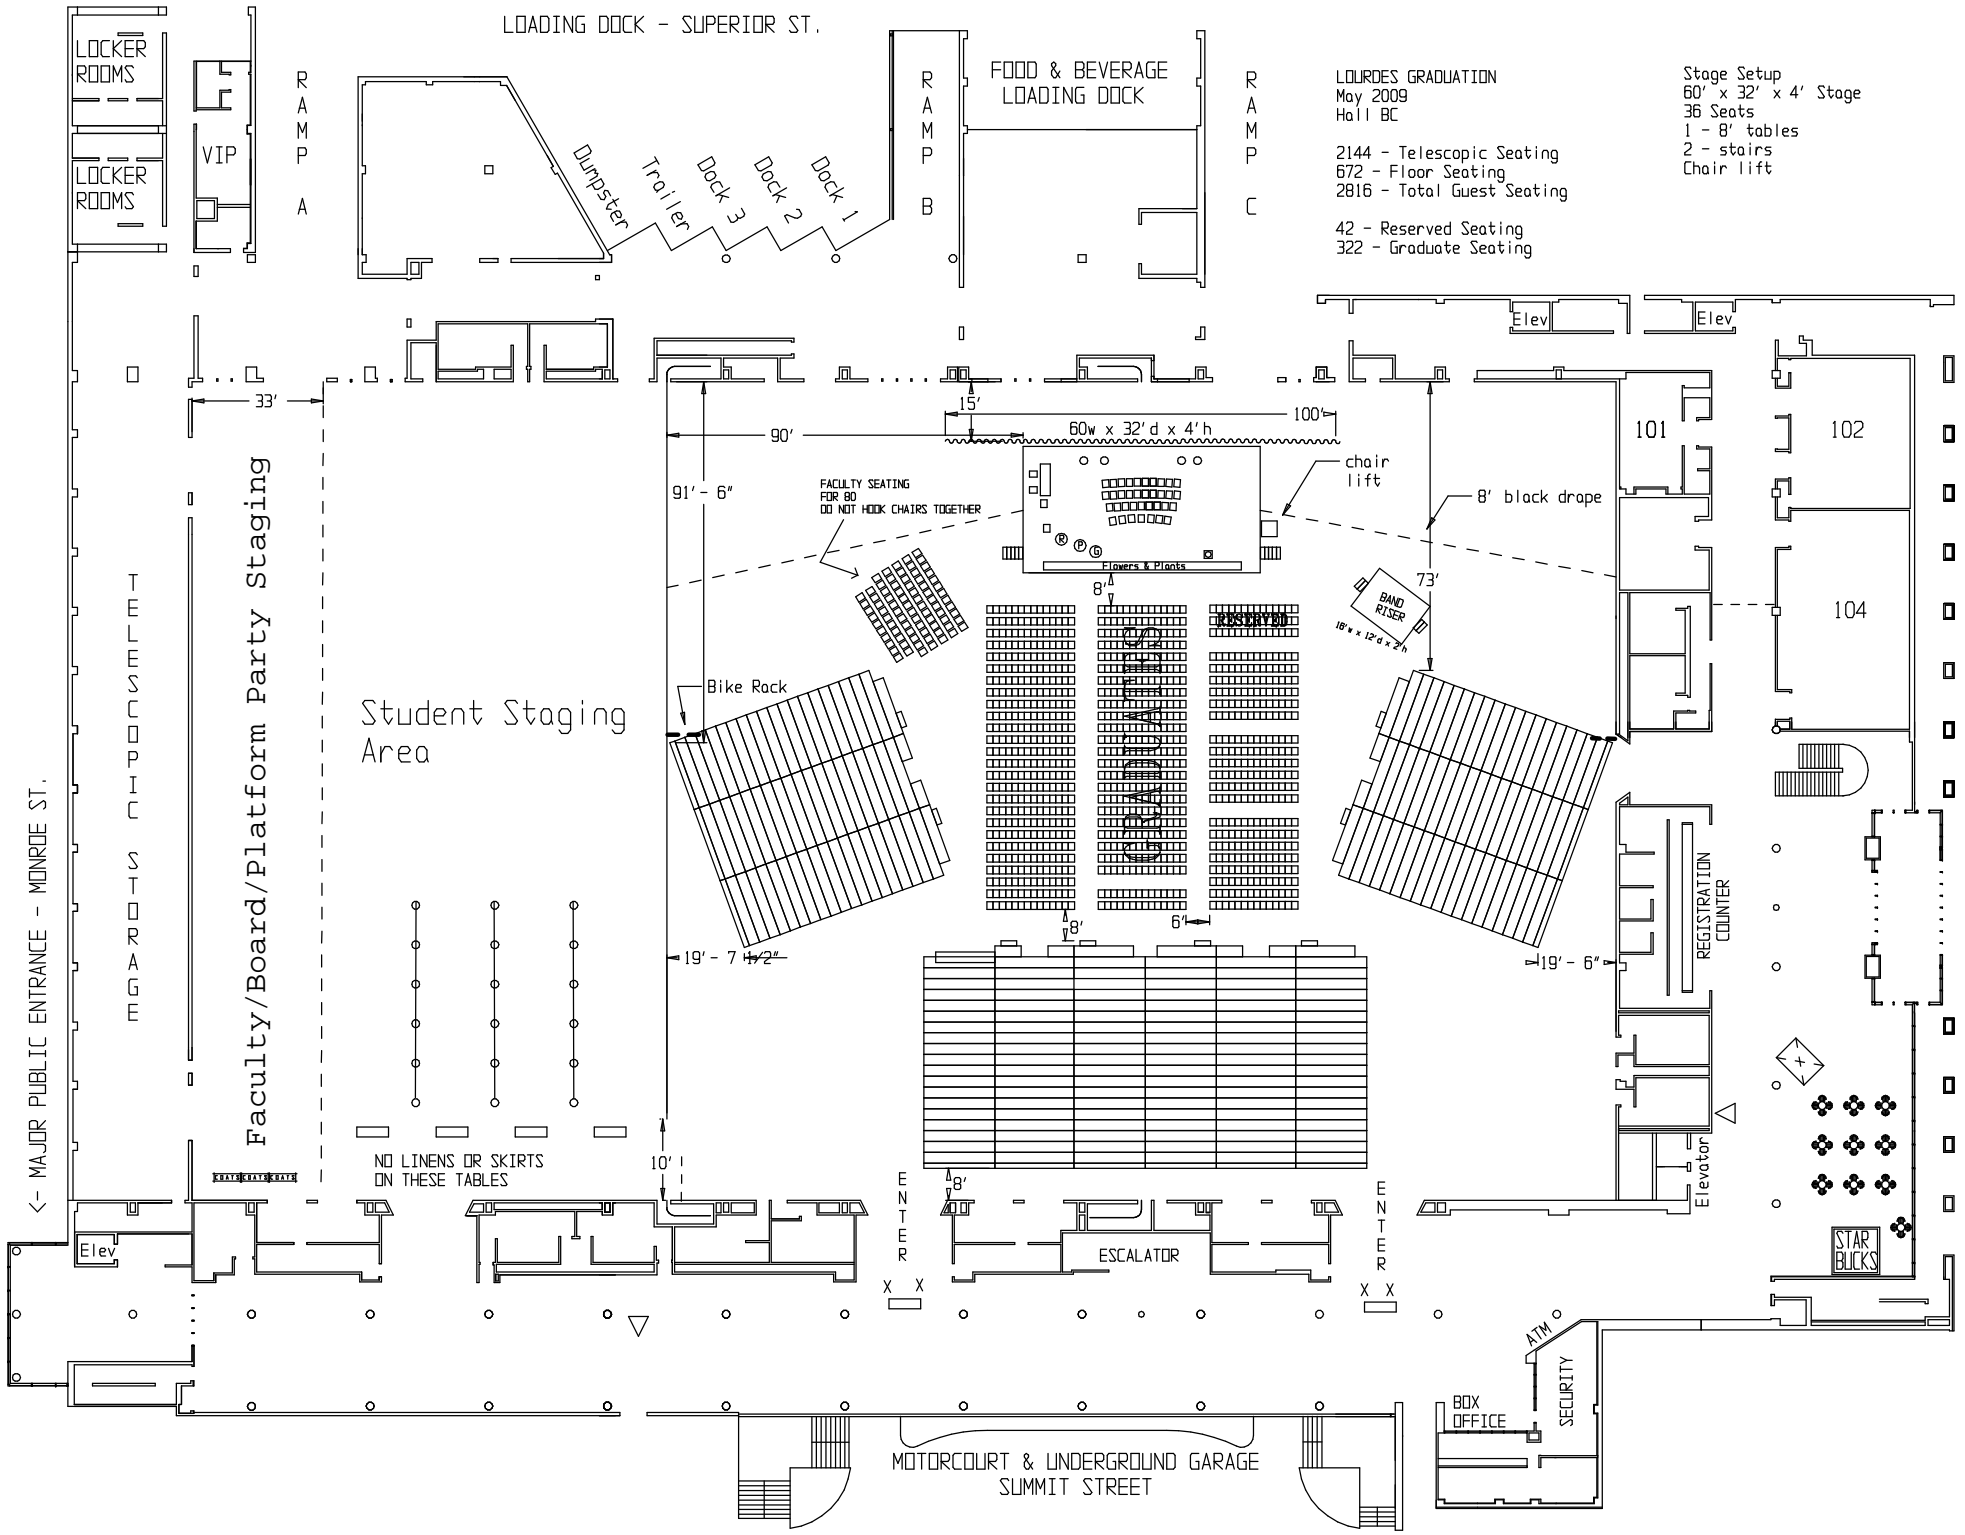 LOADING DOCK - SUPERIOR ST.
LOCKER
ROOMS
VIP
LOCKER
ROOMS
RAMP A
Dumpster
Trailer
Dock 3
Dock 2
Dock 1
RAMP B
FOOD & BEVERAGE
LOADING DOCK
RAMP C
LOURDES GRADUATION
May 2009
Hall BC
2144 - Telescopic Seating
672 - Floor Seating
2816 - Total Guest Seating
42 - Reserved Seating
322 - Graduate Seating
Stage Setup
60' x 32' x 4' Stage
36 Seats
1 - 8' tables
2 - stairs
Chair lift
Elev
Elev
33'
15'
100'
90'
60w x 32'd x 4'h
101
102
chair
lift
8' black drape
91'- 6"
FACULTY SEATING
FOR 80
DO NOT HOOK CHAIRS TOGETHER
R
P
G
Flowers & Plants
8'
73'
BAND
RISER
16'w x 12'd x 2'h
104
RESERVED
GRADUATES
TELESCOPIC STORAGE
Faculty/Board/Platform Party Staging
Student Staging
Area
Bike Rack
<- MAJOR PUBLIC ENTRANCE - MONROE ST.
REGISTRATION
COUNTER
8'
6'
19'- 7 1/2"
19'- 6"
X
10'
NO LINENS OR SKIRTS
ON THESE TABLES
COATS COATS COATS
8'
ENTER
ENTER
Elevator
Elev
ESCALATOR
X X
X X
STAR
BUCKS
ATM
SECURITY
BOX
OFFICE
MOTORCOURT & UNDERGROUND GARAGE
SUMMIT STREET